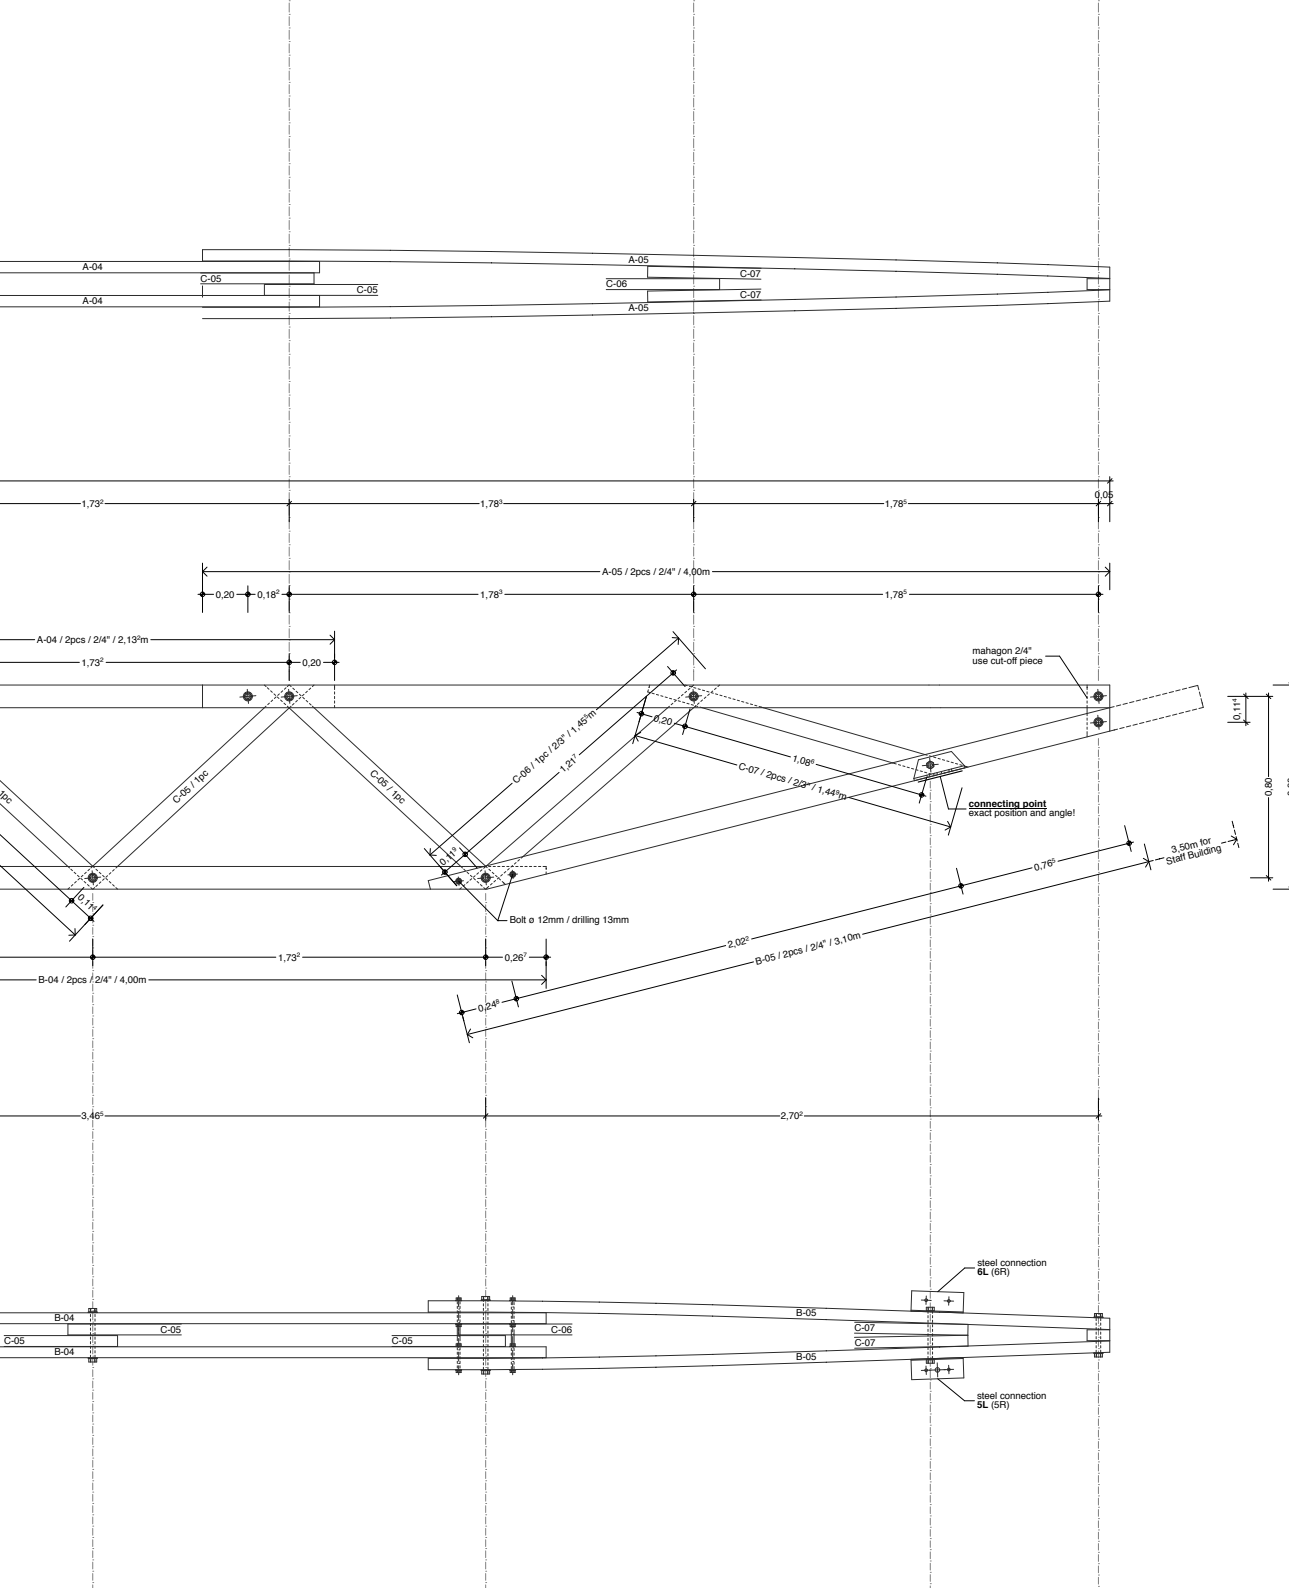 A-05
A-04
C-07
C-05
C-06
C-05
C-07
A-04
A-05
0,05
1,73²
1,78³
1,78⁵
A-05 / 2pcs / 2/4" / 4,00m
0,20
0,18²
1,78³
1,78⁵
A-04 / 2pcs / 2/4" / 2,13²m
1,73²
0,20
mahagon 2/4"
use cut-off piece
0,11⁴
0,20
C-06 / 1pc / 2/3" / 1,45⁵m
1,21⁷
1,08⁶
C-07 / 2pcs / 2/3" / 1,44⁹m
C-05 / 1pc
C-05 / 1pc
1pc
0,80
connecting point
exact position and angle!
0,11⁹
3,50m for
Staff Building
0,76⁵
0,11⁴
Bolt ø 12mm / drilling 13mm
2,02²
B-05 / 2pcs / 2/4" / 3,10m
1,73²
0,26⁷
B-04 / 2pcs / 2/4" / 4,00m
0,24⁸
3,46⁵
2,70²
steel connection
6L (6R)
B-04
B-05
C-05
C-06
C-07
C-05
C-05
C-07
B-04
B-05
steel connection
5L (5R)